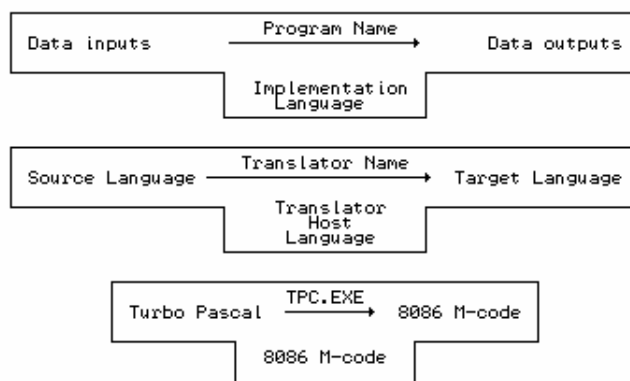 Program Name
Data inputs Data outputs
Implementation
Language
Translator Name
Source Language Target Language
Translator
Host
Language
TPC.EXE
Turbo Pascal 8086 M-code
8086 M-code